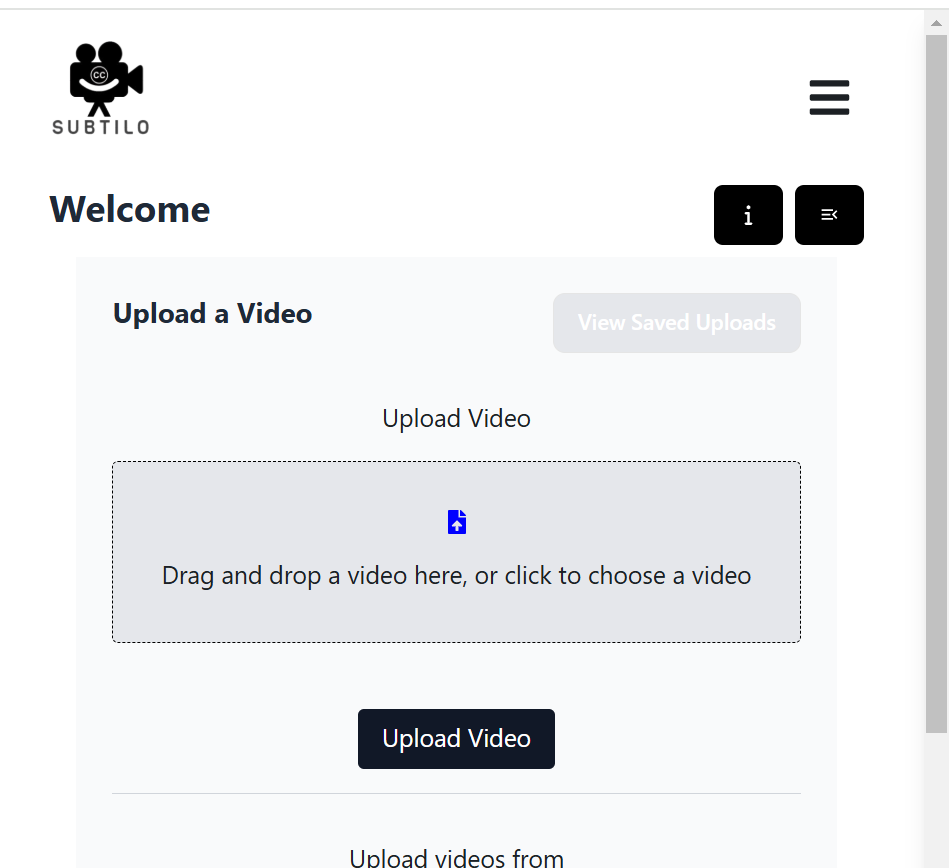 CC
SUBTILO
Welcome
i
Upload a Video
View Saved Uploads
Upload Video
Drag and drop a video here, or click to choose a video
Upload Video
Upload videos from